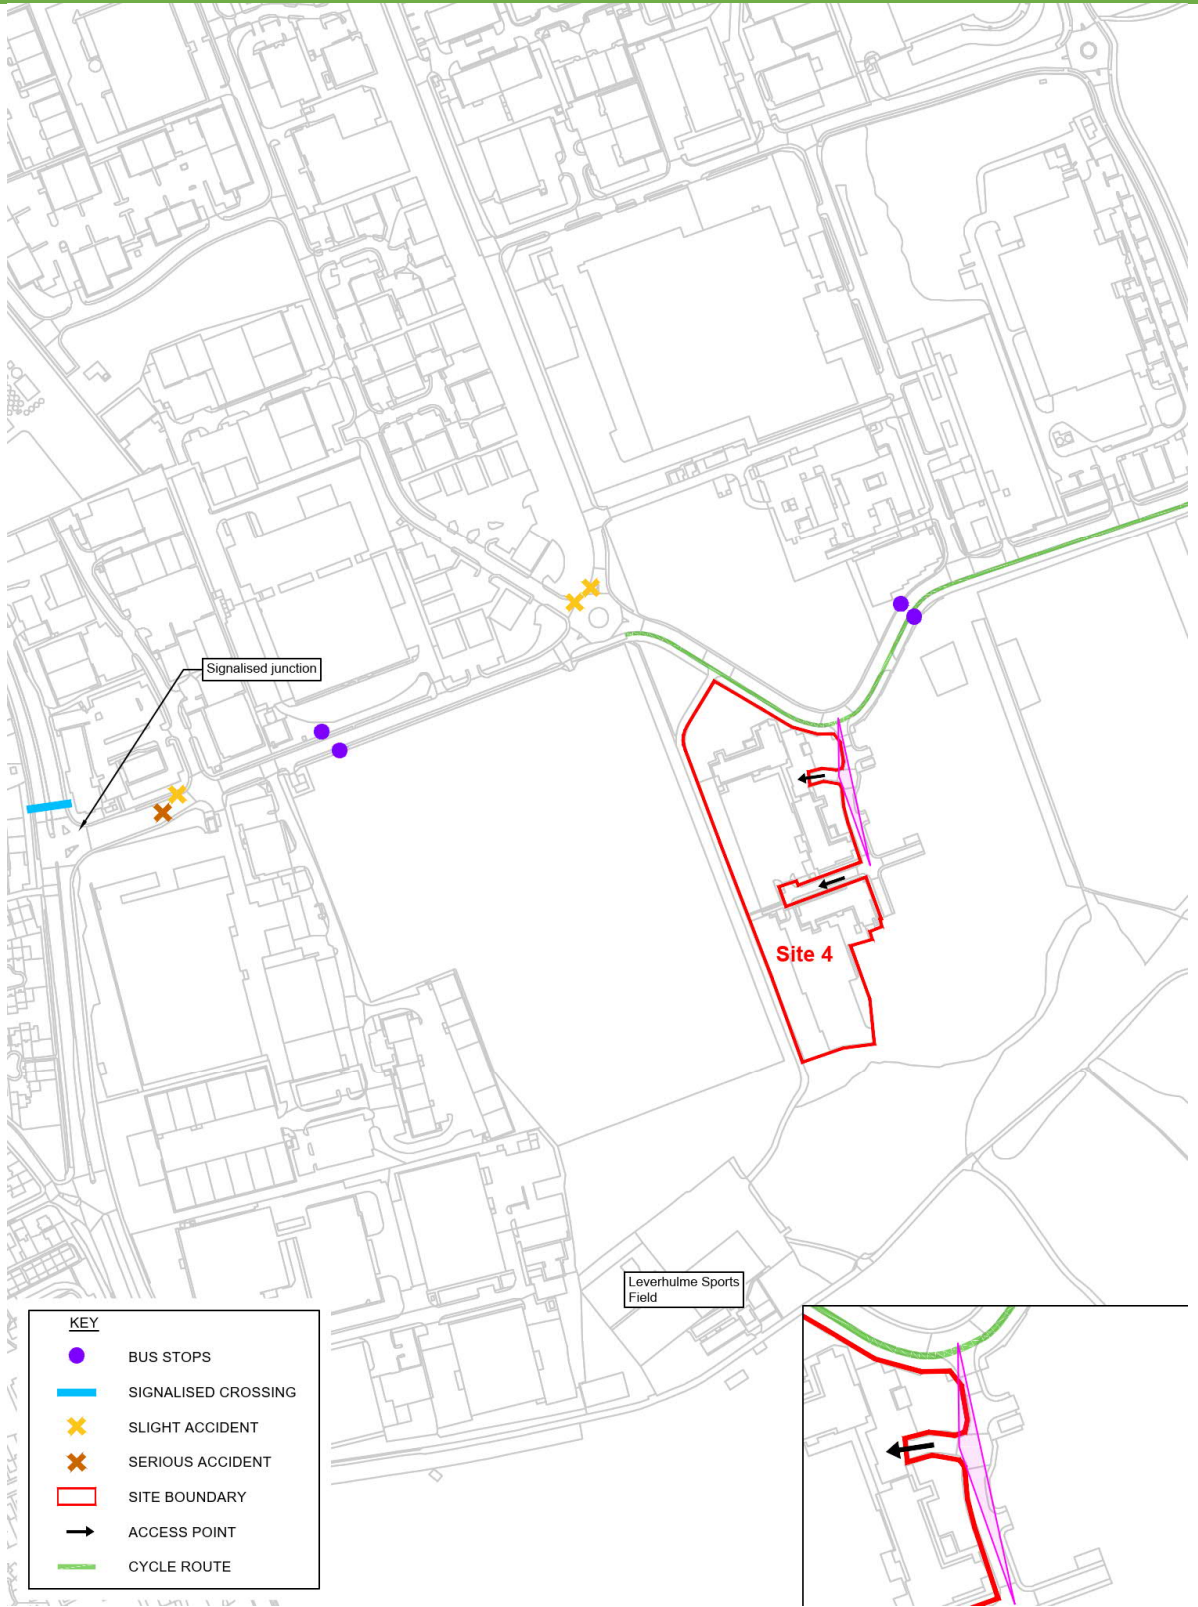 Signalised junction
Site 4
Leverhulme Sports
Field
KEY
BUS STOPS
SIGNALISED CROSSING
SLIGHT ACCIDENT
SERIOUS ACCIDENT
SITE BOUNDARY
ACCESS POINT
CYCLE ROUTE